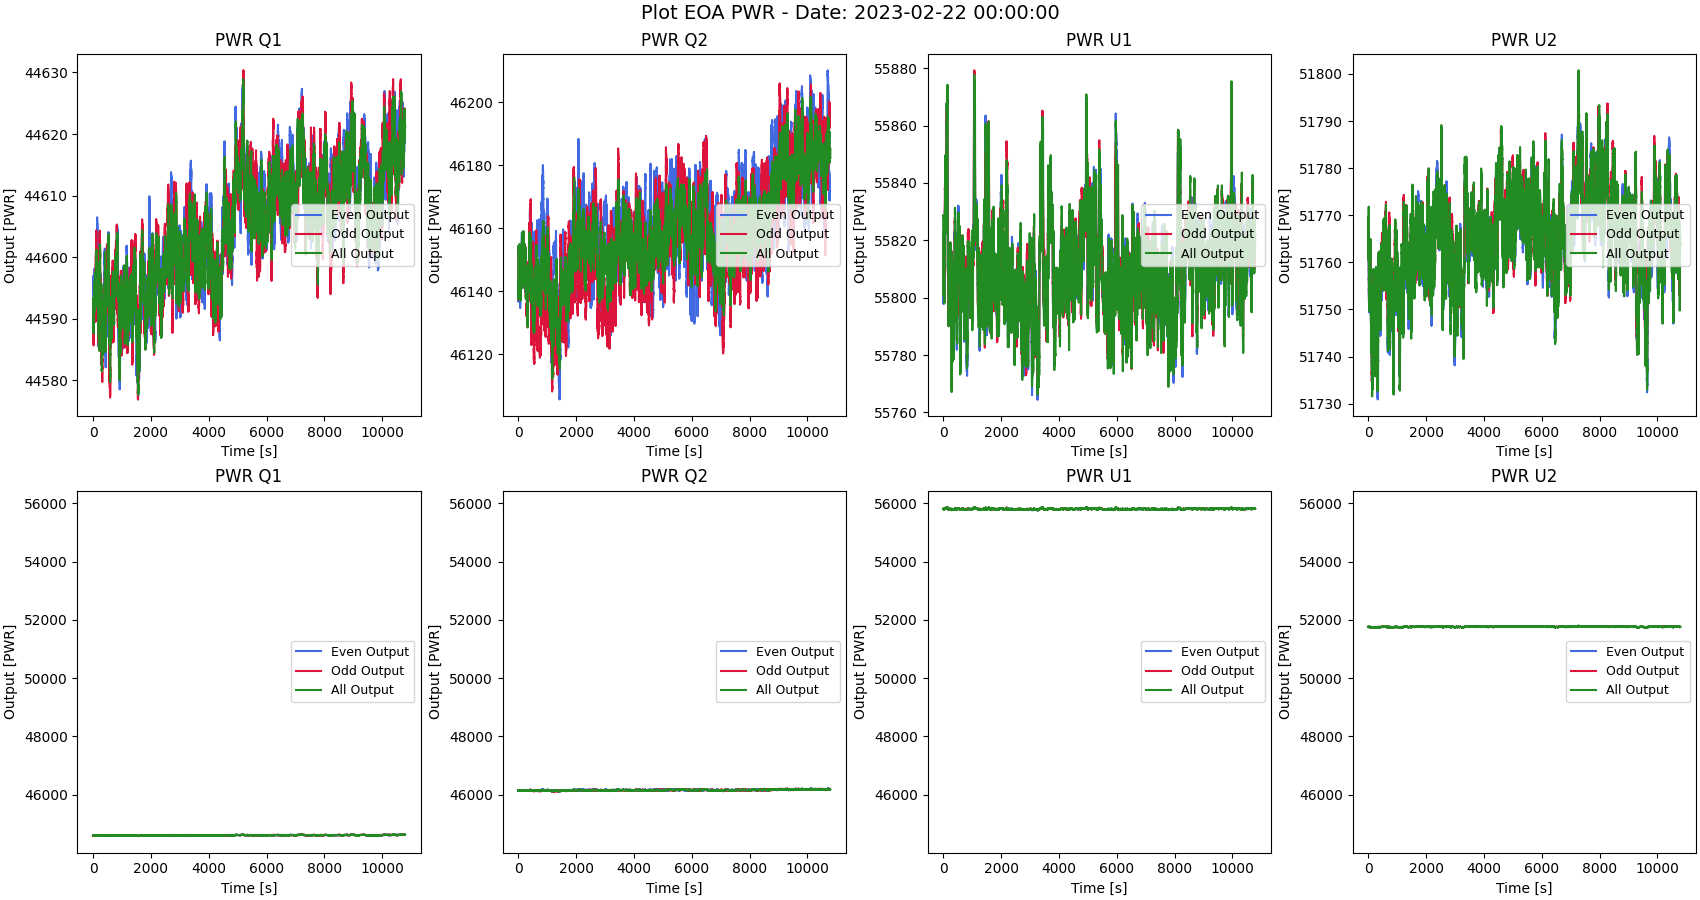 Plot EOA PWR - Date: 2023-02-22 00:00:00
PWR Q1
Output [PWR]
44630
44620
44610
44600
44590
44580
Even Output
Odd Output
All Output
0 2000 4000 6000 8000 10000
Time [s]
PWR Q2
Output [PWR]
46200
46180
46160
46140
46120
Even Output
Odd Output
All Output
0 2000 4000 6000 8000 10000
Time [s]
PWR U1
Output [PWR]
55880
55860
55840
55820
55800
55780
55760
Even Output
Odd Output
All Output
0 2000 4000 6000 8000 10000
Time [s]
PWR U2
Output [PWR]
51800
51790
51780
51770
51760
51750
51740
51730
Even Output
Odd Output
All Output
0 2000 4000 6000 8000 10000
Time [s]
PWR Q1
Output [PWR]
56000
54000
52000
50000
48000
46000
Even Output
Odd Output
All Output
0 2000 4000 6000 8000 10000
Time [s]
PWR Q2
Output [PWR]
56000
54000
52000
50000
48000
46000
Even Output
Odd Output
All Output
0 2000 4000 6000 8000 10000
Time [s]
PWR U1
Output [PWR]
56000
54000
52000
50000
48000
46000
Even Output
Odd Output
All Output
0 2000 4000 6000 8000 10000
Time [s]
PWR U2
Output [PWR]
56000
54000
52000
50000
48000
46000
Even Output
Odd Output
All Output
0 2000 4000 6000 8000 10000
Time [s]